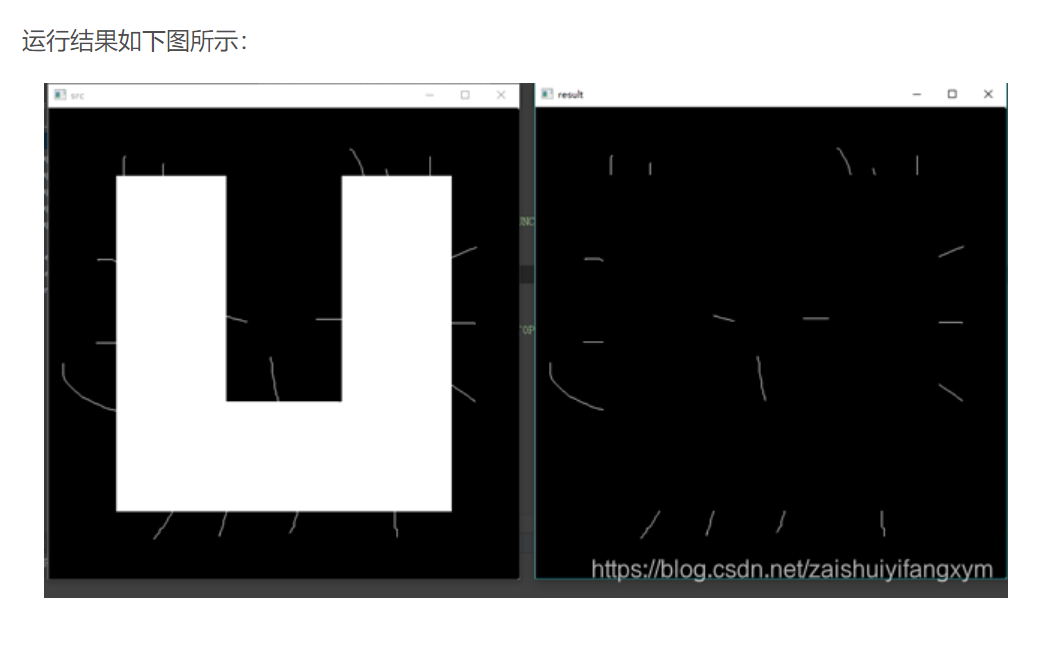 运行结果如下图所示：
src
result
https://blog.csdn.net/zaishuiyifangxym